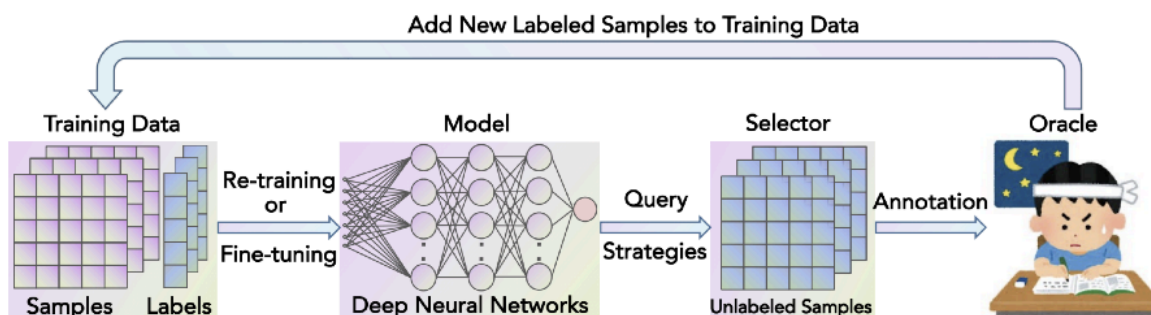 Add New Labeled Samples to Training Data
Training Data
Model
Selector
Oracle
Re-training
or
Fine-tuning
Query
Strategies
Annotation
Samples
Labels
Deep Neural Networks
Unlabeled Samples